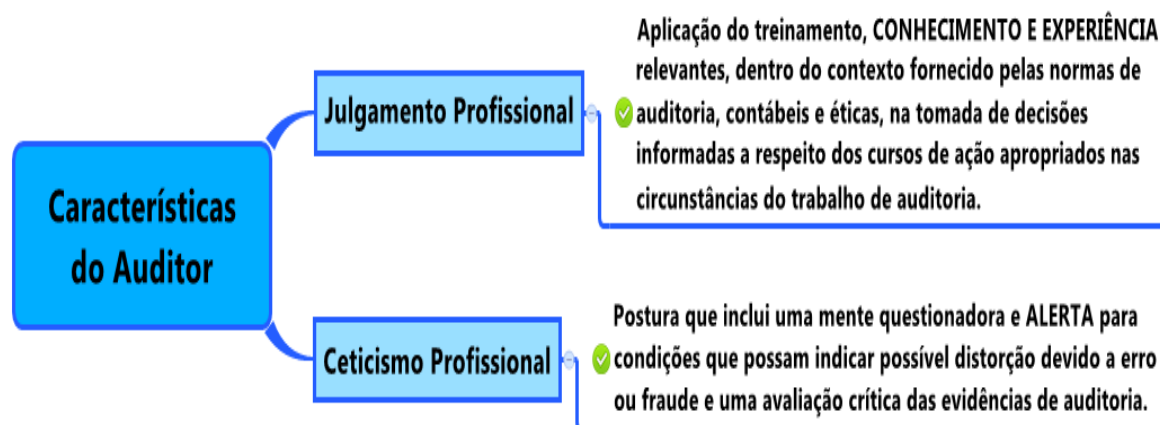 Características
do Auditor
Julgamento Profissional
Aplicação do treinamento, CONHECIMENTO E EXPERIÊNCIA
relevantes, dentro do contexto fornecido pelas normas de
auditoria, contábeis e éticas, na tomada de decisões
informadas a respeito dos cursos de ação apropriados nas
circunstâncias do trabalho de auditoria.
Ceticismo Profissional
Postura que inclui uma mente questionadora e ALERTA para
condições que possam indicar possível distorção devido a erro
ou fraude e uma avaliação crítica das evidências de auditoria.